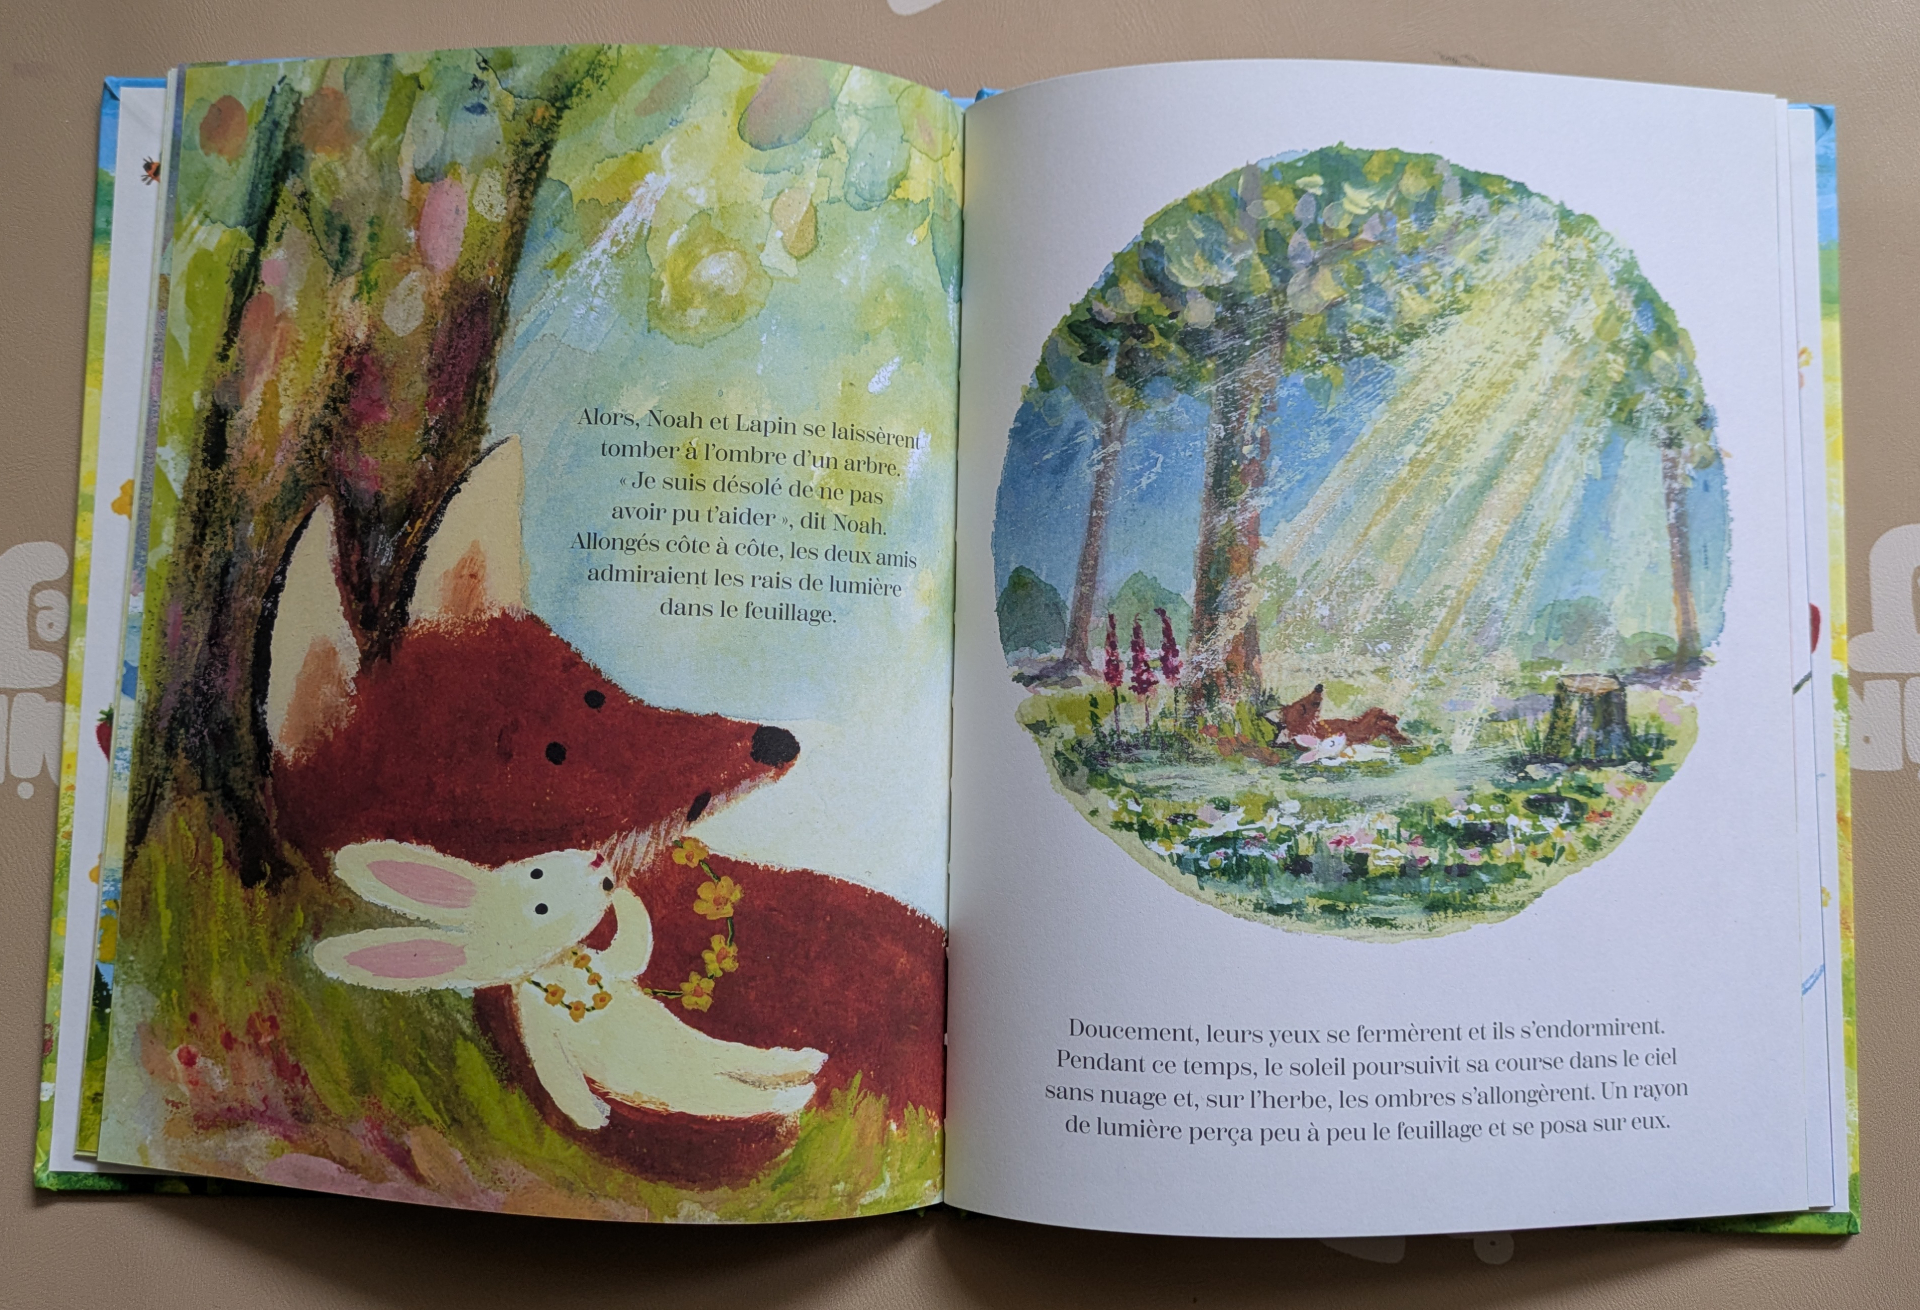 Alors, Noah et Lapin se laissèrent
tomber à l'ombre d'un arbre.
« Je suis désolé de ne pas
avoir pu t'aider », dit Noah.
Allongés côte à côte, les deux amis
admiraient les rais de lumière
dans le feuillage.
Doucement, leurs yeux se fermèrent et ils s'endormirent.
Pendant ce temps, le soleil poursuivit sa course dans le ciel
sans nuage et, sur l'herbe, les ombres s'allongèrent. Un rayon
de lumière perça peu à peu le feuillage et se posa sur eux.